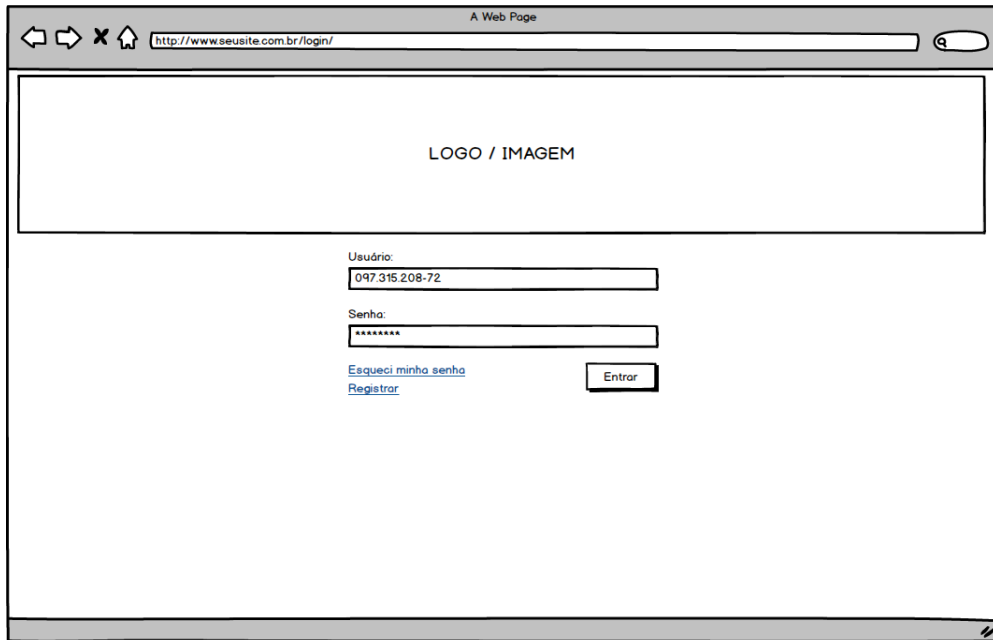 A Web Page
http://www.seusite.com.br/login/
LOGO / IMAGEM
Usuário:
097.315.208-72
Senha:
********
Esqueci minha senha
Entrar
Registrar